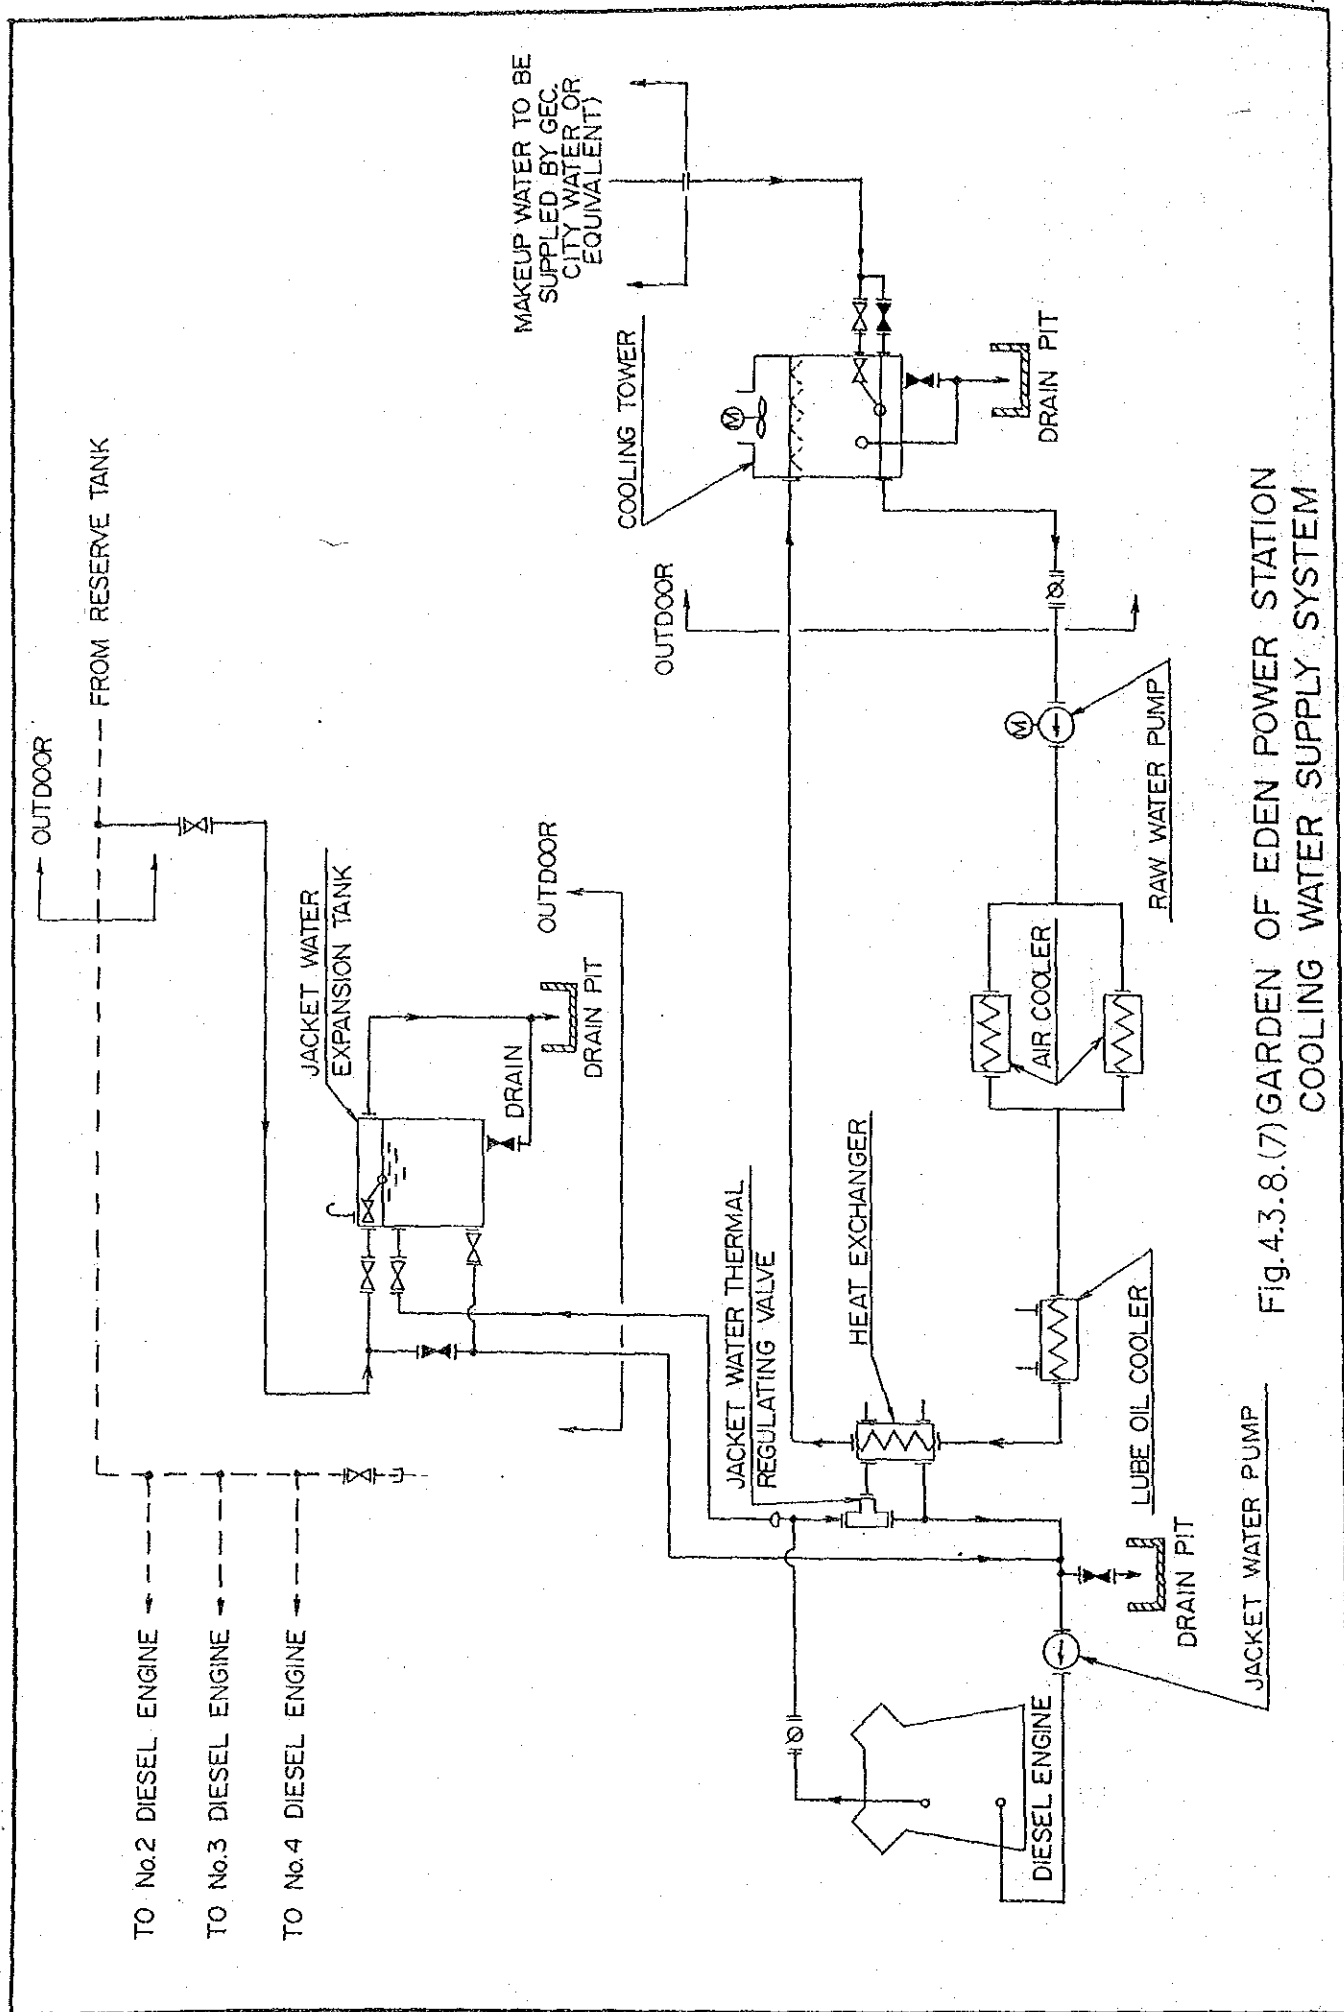 OUTDOOR
FROM RESERVE TANK
TO No.2 DIESEL ENGINE
TO No.3 DIESEL ENGINE
TO No.4 DIESEL ENGINE
JACKET WATER
EXPANSION TANK
DRAIN
DRAIN PIT
OUTDOOR
MAKEUP WATER TO BE
SUPPLED BY GEC.
CITY WATER OR
EQUIVALENT)
COOLING TOWER
M
DRAIN PIT
OUTDOOR
JACKET WATER THERMAL
REGULATING VALVE
HEAT EXCHANGER
M
RAW WATER PUMP
AIR COOLER
LUBE OIL COOLER
DIESEL ENGINE
DRAIN PIT
JACKET WATER PUMP
Fig.4.3.8.(7) GARDEN OF EDEN POWER STATION
COOLING WATER SUPPLY SYSTEM